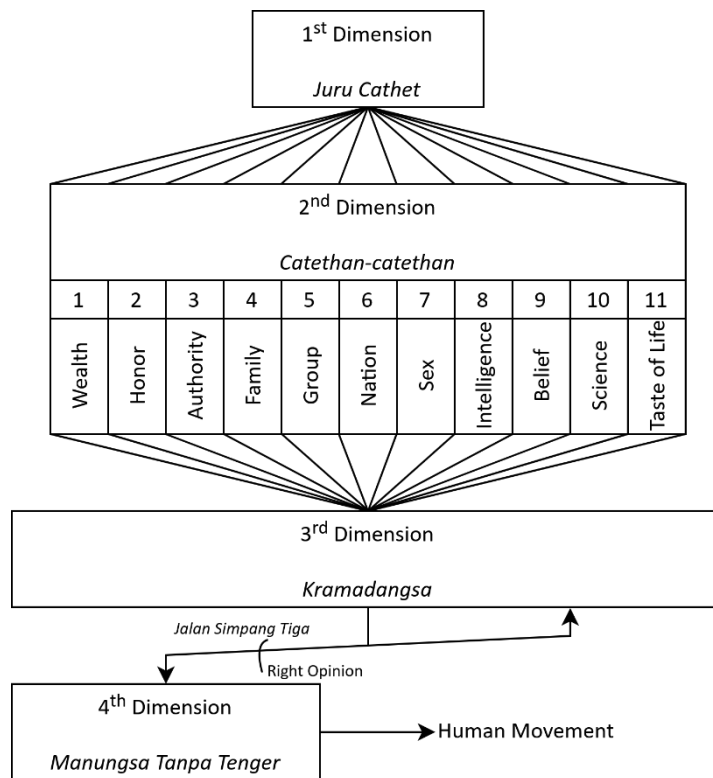 1st Dimension
Juru Cathet
2nd Dimension
Catethan-catethan
1 2 3 4 5 6 7 8 9 10 11
Wealth
Honor
Authority
Family
Group
Nation
Sex
Intelligence
Belief
Science
Taste of Life
3rd Dimension
Kramadangsa
Jalan Simpang Tiga
Right Opinion
4th Dimension
Manungsa Tanpa Tenger
Human Movement